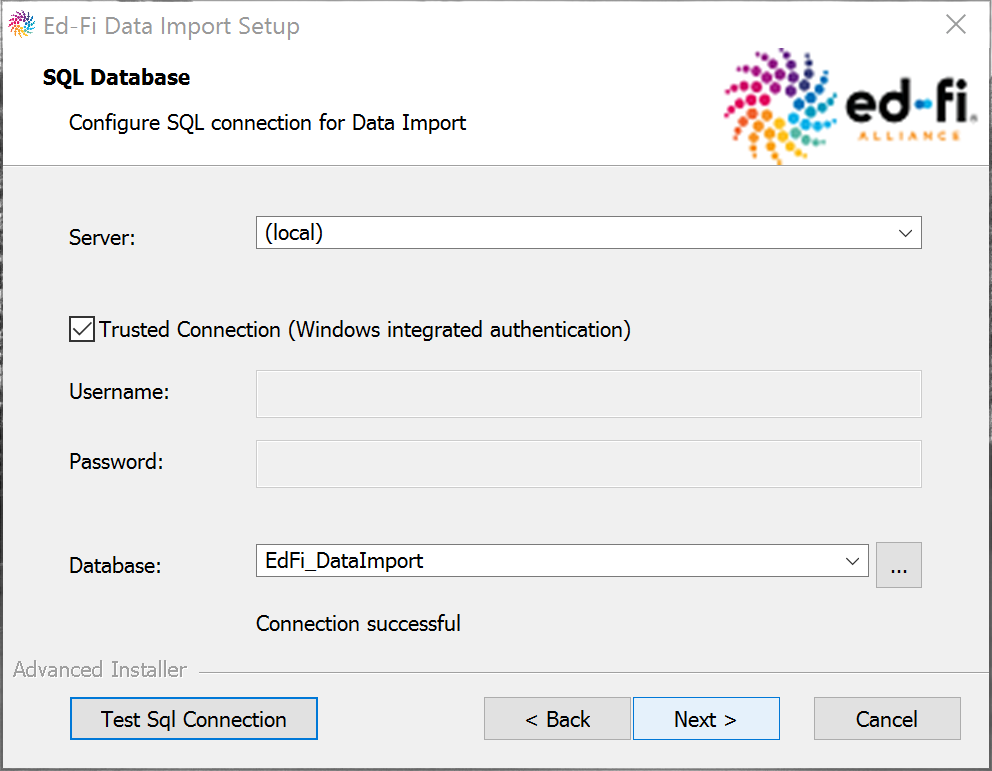 Ed-Fi Data Import Setup
SQL Database
Configure SQL connection for Data Import
ed-fi®
ALLIANCE
Server:
(local)
Trusted Connection (Windows integrated authentication)
Username:
Password:
Database:
EdFi_DataImport
...
Connection successful
Advanced Installer
Test Sql Connection
< Back
Next >
Cancel